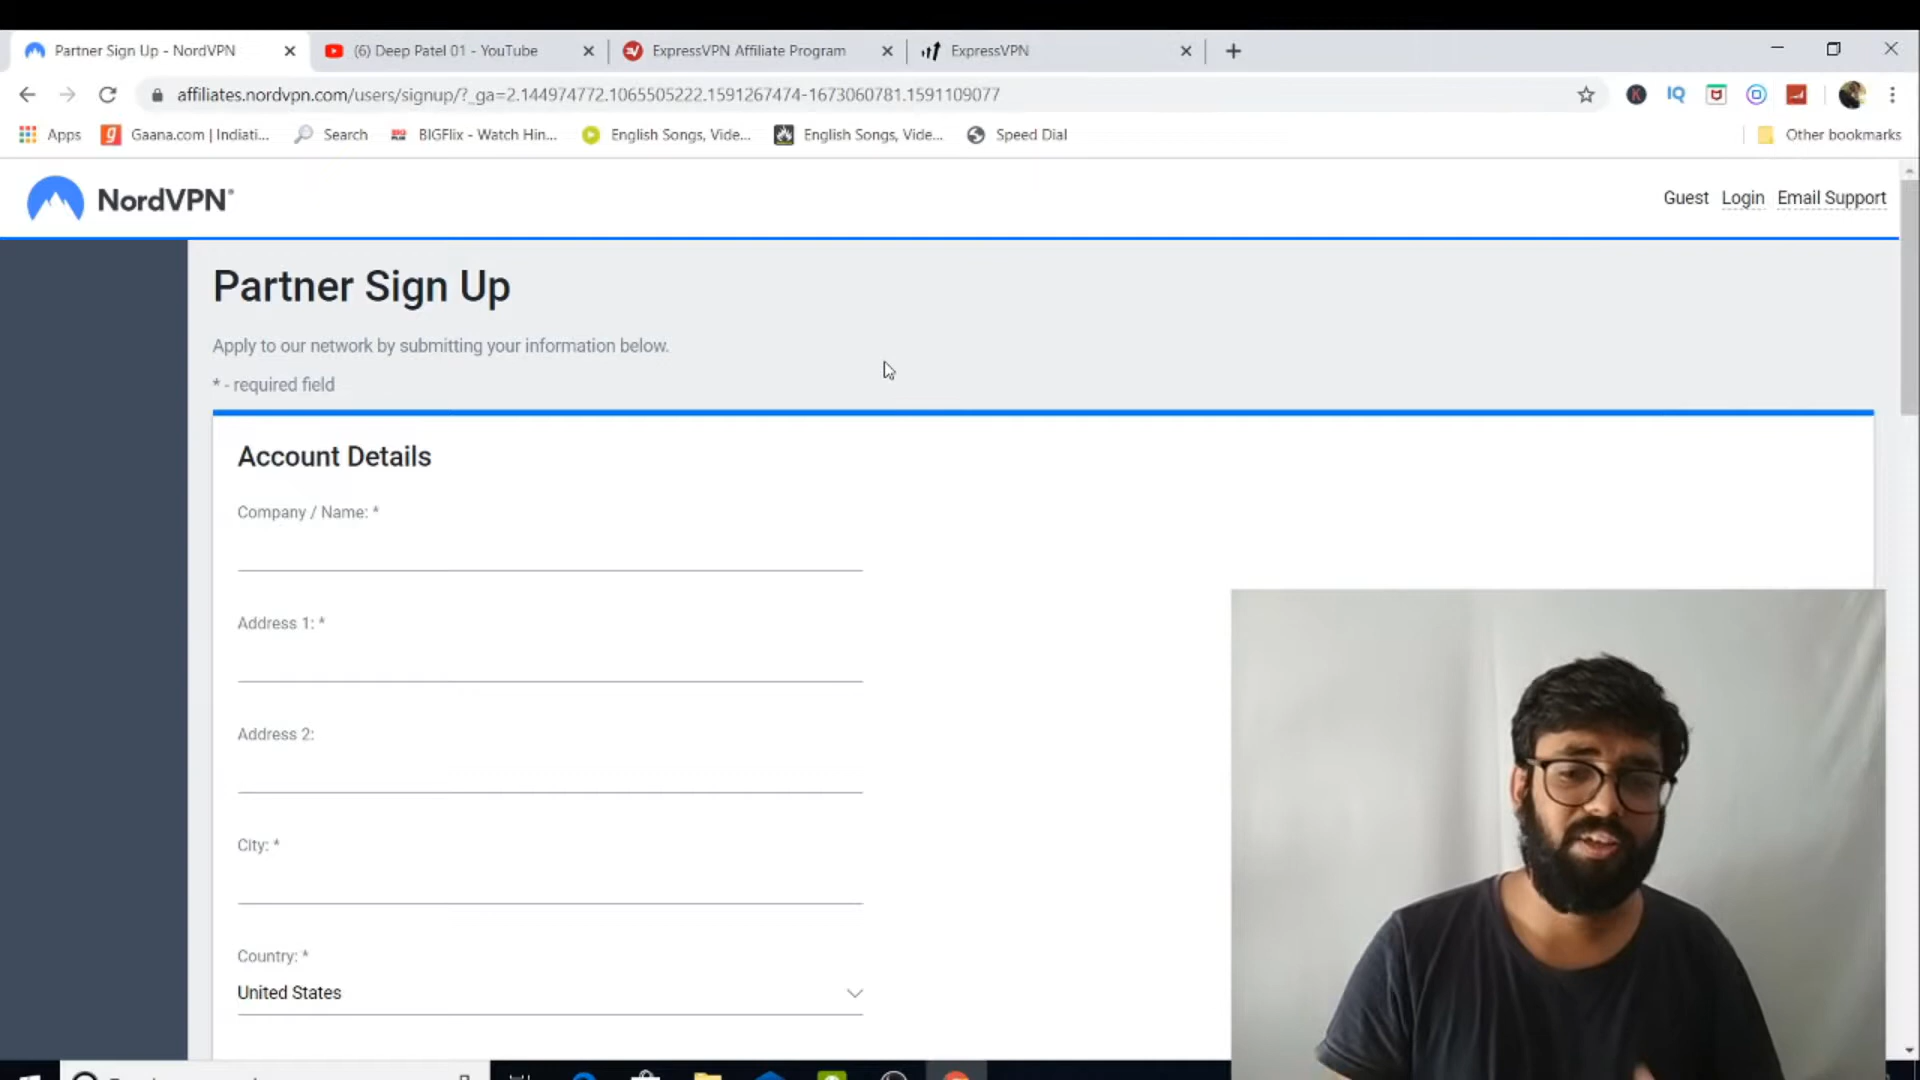 Partner Sign Up - NordVPN
(6) Deep Patel 01 - YouTube
ExpressVPN Affiliate Program
ExpressVPN
affiliates.nordvpn.com/users/signup/?_ga=2.144974772.1065505222.1591267474-1673060781.1591109077
IQ
Apps
Gaana.com | Indiati...
Search
BIGFlix - Watch Hin...
English Songs, Vide...
English Songs, Vide...
Speed Dial
Other bookmarks
NordVPN®
Guest Login Email Support
Partner Sign Up
Apply to our network by submitting your information below.
* - required field
Account Details
Company / Name: *
Address 1: *
Address 2:
City: *
Country: *
United States